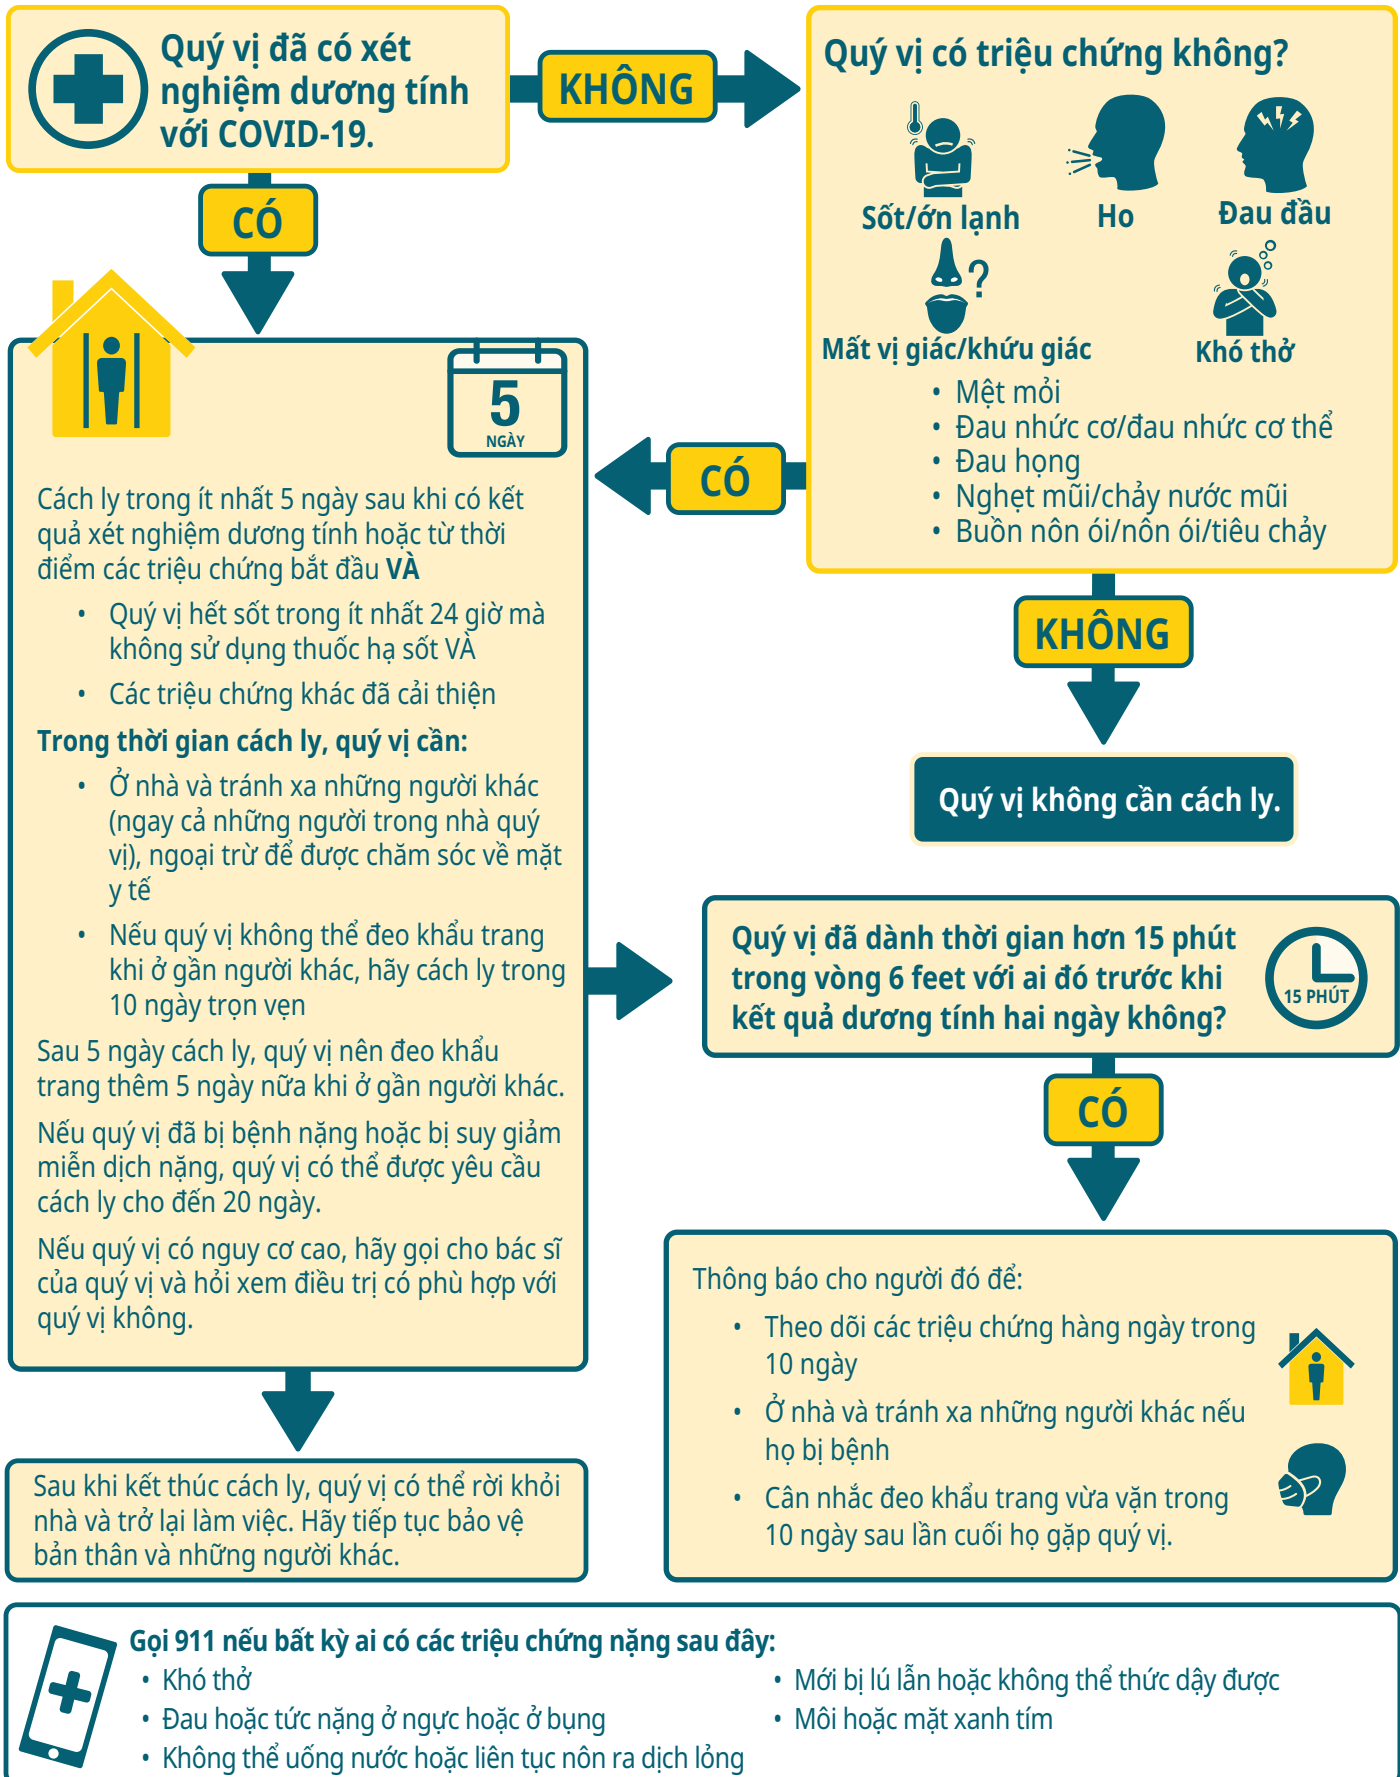 Quý vị đã có xét
nghiệm dương tính
với COVID-19.
KHÔNG
CÓ
Quý vị có triệu chứng không?
Sốt/ớn lạnh
Ho
Đau đầu
?
Mất vị giác/khứu giác
Khó thở
• Mệt mỏi
• Đau nhức cơ/đau nhức cơ thể
• Đau họng
• Nghẹt mũi/chảy nước mũi
• Buồn nôn ói/nôn ói/tiêu chảy
CÓ
KHÔNG
Quý vị không cần cách ly.
5
NGÀY
Cách ly trong ít nhất 5 ngày sau khi có kết
quả xét nghiệm dương tính hoặc từ thời
điểm các triệu chứng bắt đầu VÀ
• Quý vị hết sốt trong ít nhất 24 giờ mà
không sử dụng thuốc hạ sốt VÀ
• Các triệu chứng khác đã cải thiện
Trong thời gian cách ly, quý vị cần:
• Ở nhà và tránh xa những người khác
(ngay cả những người trong nhà quý
vị), ngoại trừ để được chăm sóc về mặt
y tế
• Nếu quý vị không thể đeo khẩu trang
khi ở gần người khác, hãy cách ly trong
10 ngày trọn vẹn
Sau 5 ngày cách ly, quý vị nên đeo khẩu
trang thêm 5 ngày nữa khi ở gần người khác.
Nếu quý vị đã bị bệnh nặng hoặc bị suy giảm
miễn dịch nặng, quý vị có thể được yêu cầu
cách ly cho đến 20 ngày.
Nếu quý vị có nguy cơ cao, hãy gọi cho bác sĩ
của quý vị và hỏi xem điều trị có phù hợp với
quý vị không.
Quý vị đã dành thời gian hơn 15 phút
trong vòng 6 feet với ai đó trước khi
kết quả dương tính hai ngày không?
15 PHÚT
CÓ
Thông báo cho người đó để:
• Theo dõi các triệu chứng hàng ngày trong
10 ngày
• Ở nhà và tránh xa những người khác nếu
họ bị bệnh
• Cân nhắc đeo khẩu trang vừa vặn trong
10 ngày sau lần cuối họ gặp quý vị.
Sau khi kết thúc cách ly, quý vị có thể rời khỏi
nhà và trở lại làm việc. Hãy tiếp tục bảo vệ
bản thân và những người khác.
Gọi 911 nếu bất kỳ ai có các triệu chứng nặng sau đây:
• Khó thở
• Đau hoặc tức nặng ở ngực hoặc ở bụng
• Không thể uống nước hoặc liên tục nôn ra dịch lỏng
• Mới bị lú lẫn hoặc không thể thức dậy được
• Môi hoặc mặt xanh tím